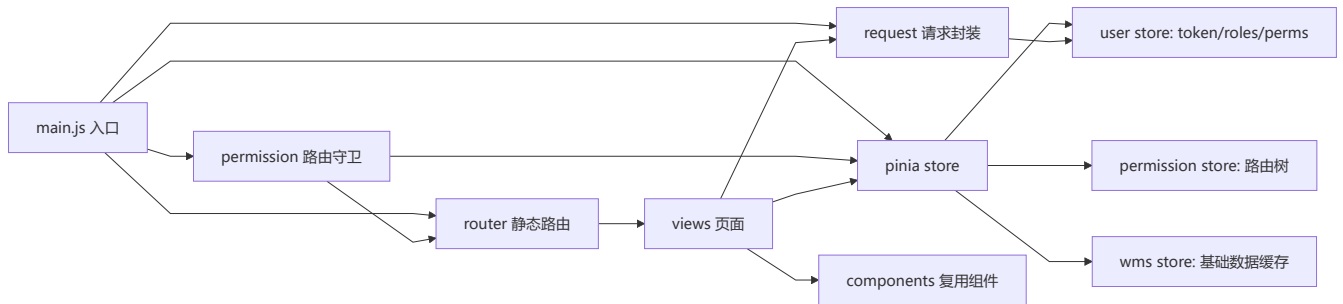 main.js 入口
permission 路由守卫
router 静态路由
views 页面
request 请求封装
pinia store
components 复用组件
user store: token/roles/perms
permission store: 路由树
wms store: 基础数据缓存